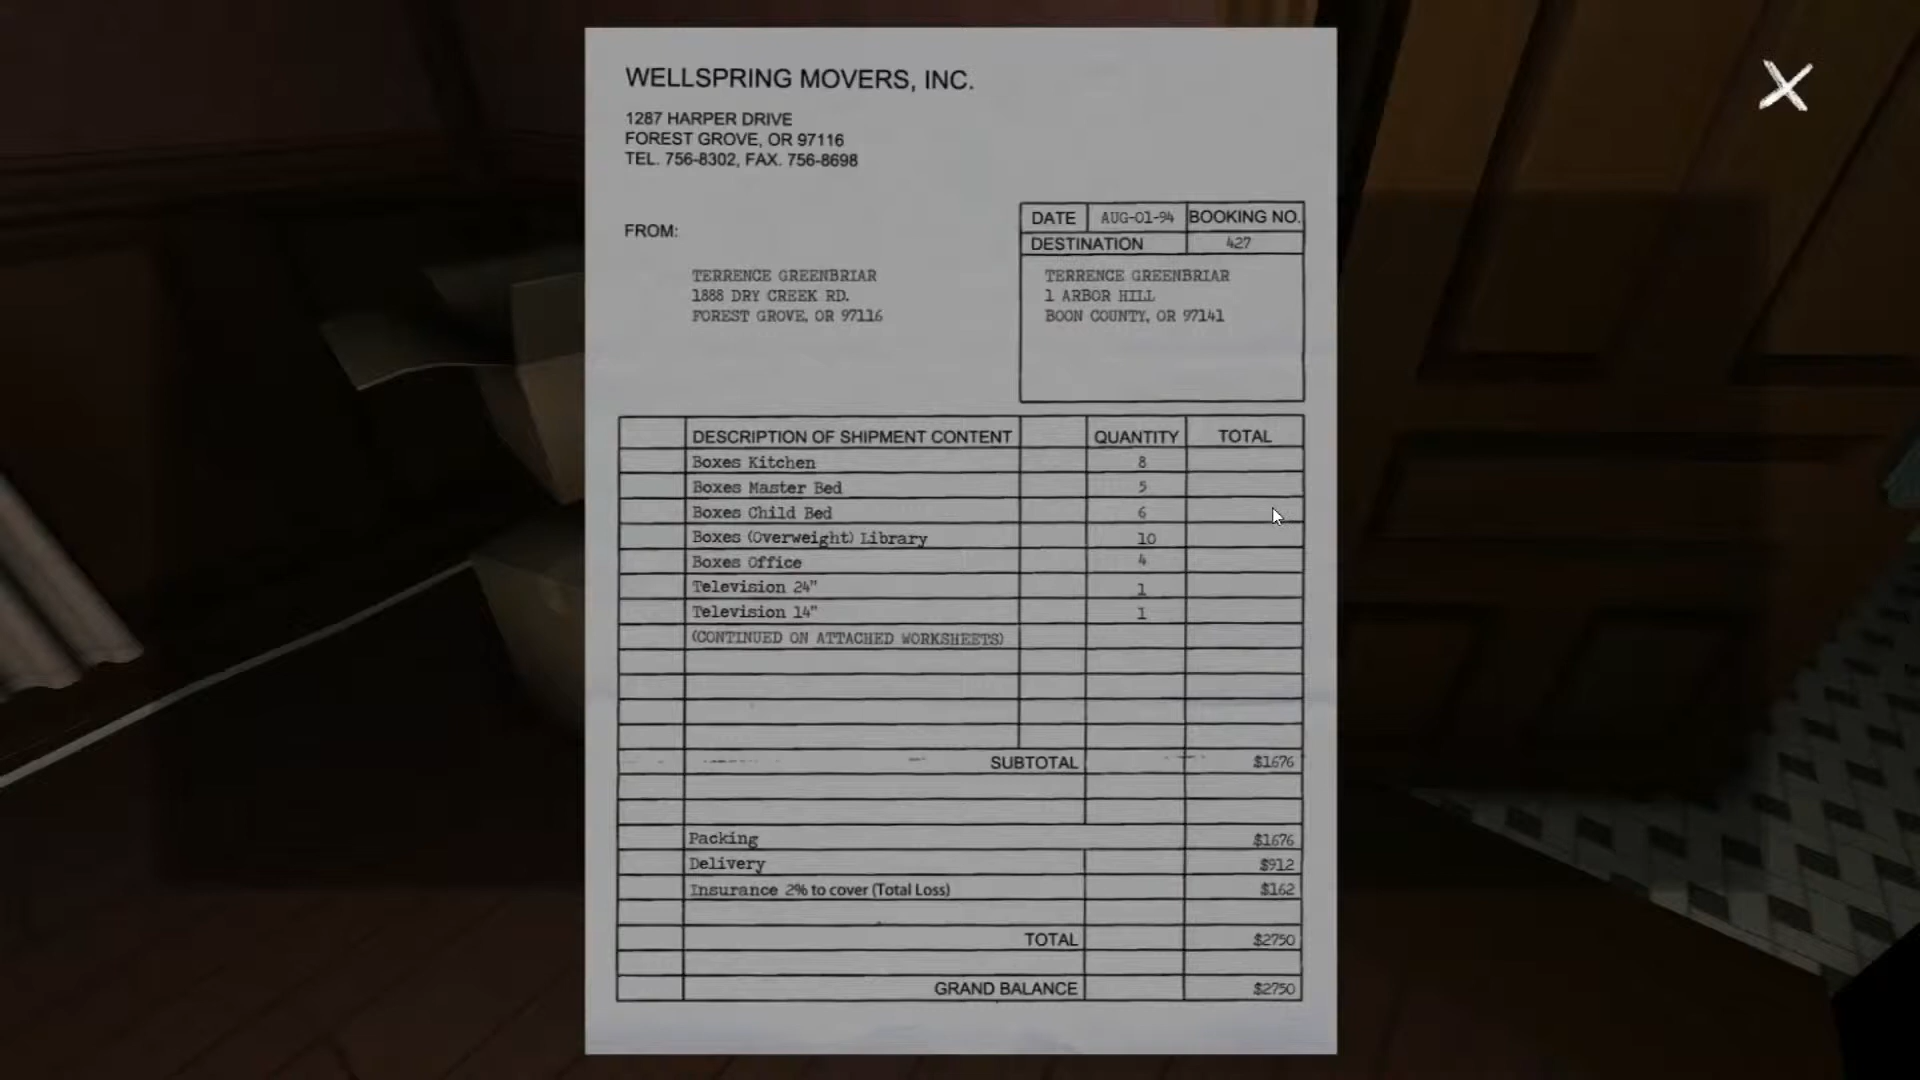 WELLSPRING MOVERS, INC.
1287 HARPER DRIVE
FOREST GROVE, OR 97116
TEL. 756-8302, FAX. 756-8698
FROM:
TERRENCE GREENBRIAR
1888 DRY CREEK RD.
FOREST GROVE, OR 97116
DATE AUG-01-94 BOOKING NO.
DESTINATION 427
TERRENCE GREENBRIAR
1 ARBOR HILL
BOON COUNTY, OR 97141
DESCRIPTION OF SHIPMENT CONTENT QUANTITY TOTAL
Boxes Kitchen 8
Boxes Master Bed 5
Boxes Child Bed 6
Boxes (Overweight) Library 10
Boxes Office 4
Television 24" 1
Television 14" 1
(CONTINUED ON ATTACHED WORKSHEETS)
SUBTOTAL $1676
Packing $1676
Delivery $912
Insurance 2% to cover (Total Loss) $162
TOTAL $2750
GRAND BALANCE $2750